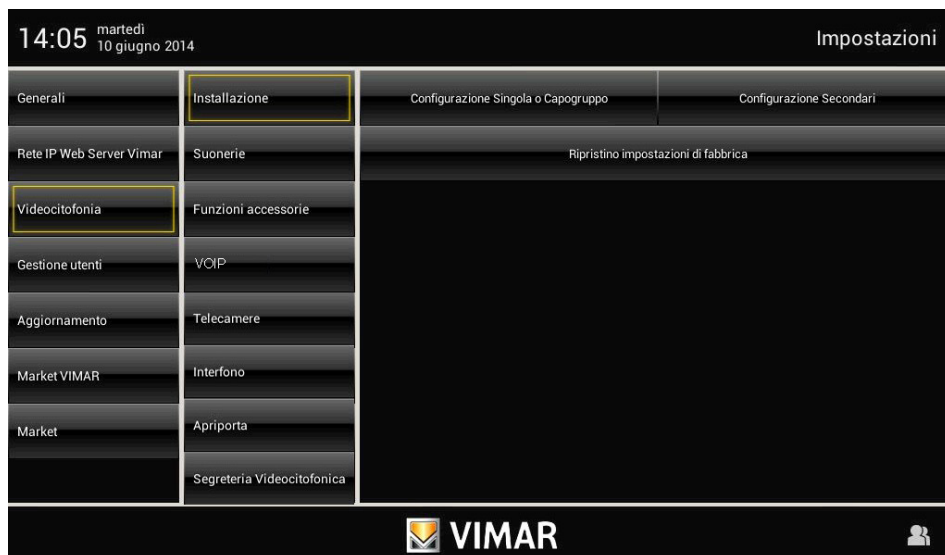 14:05 martedì
10 giugno 2014
Impostazioni
Generali
Rete IP Web Server Vimar
Videocitofonia
Gestione utenti
Aggiornamento
Market VIMAR
Market
Installazione
Suonerie
Funzioni accessorie
VOIP
Telecamere
Interfono
Apriporta
Segreteria Videocitofonica
Configurazione Singola o Capogruppo
Configurazione Secondari
Ripristino impostazioni di fabbrica
VIMAR